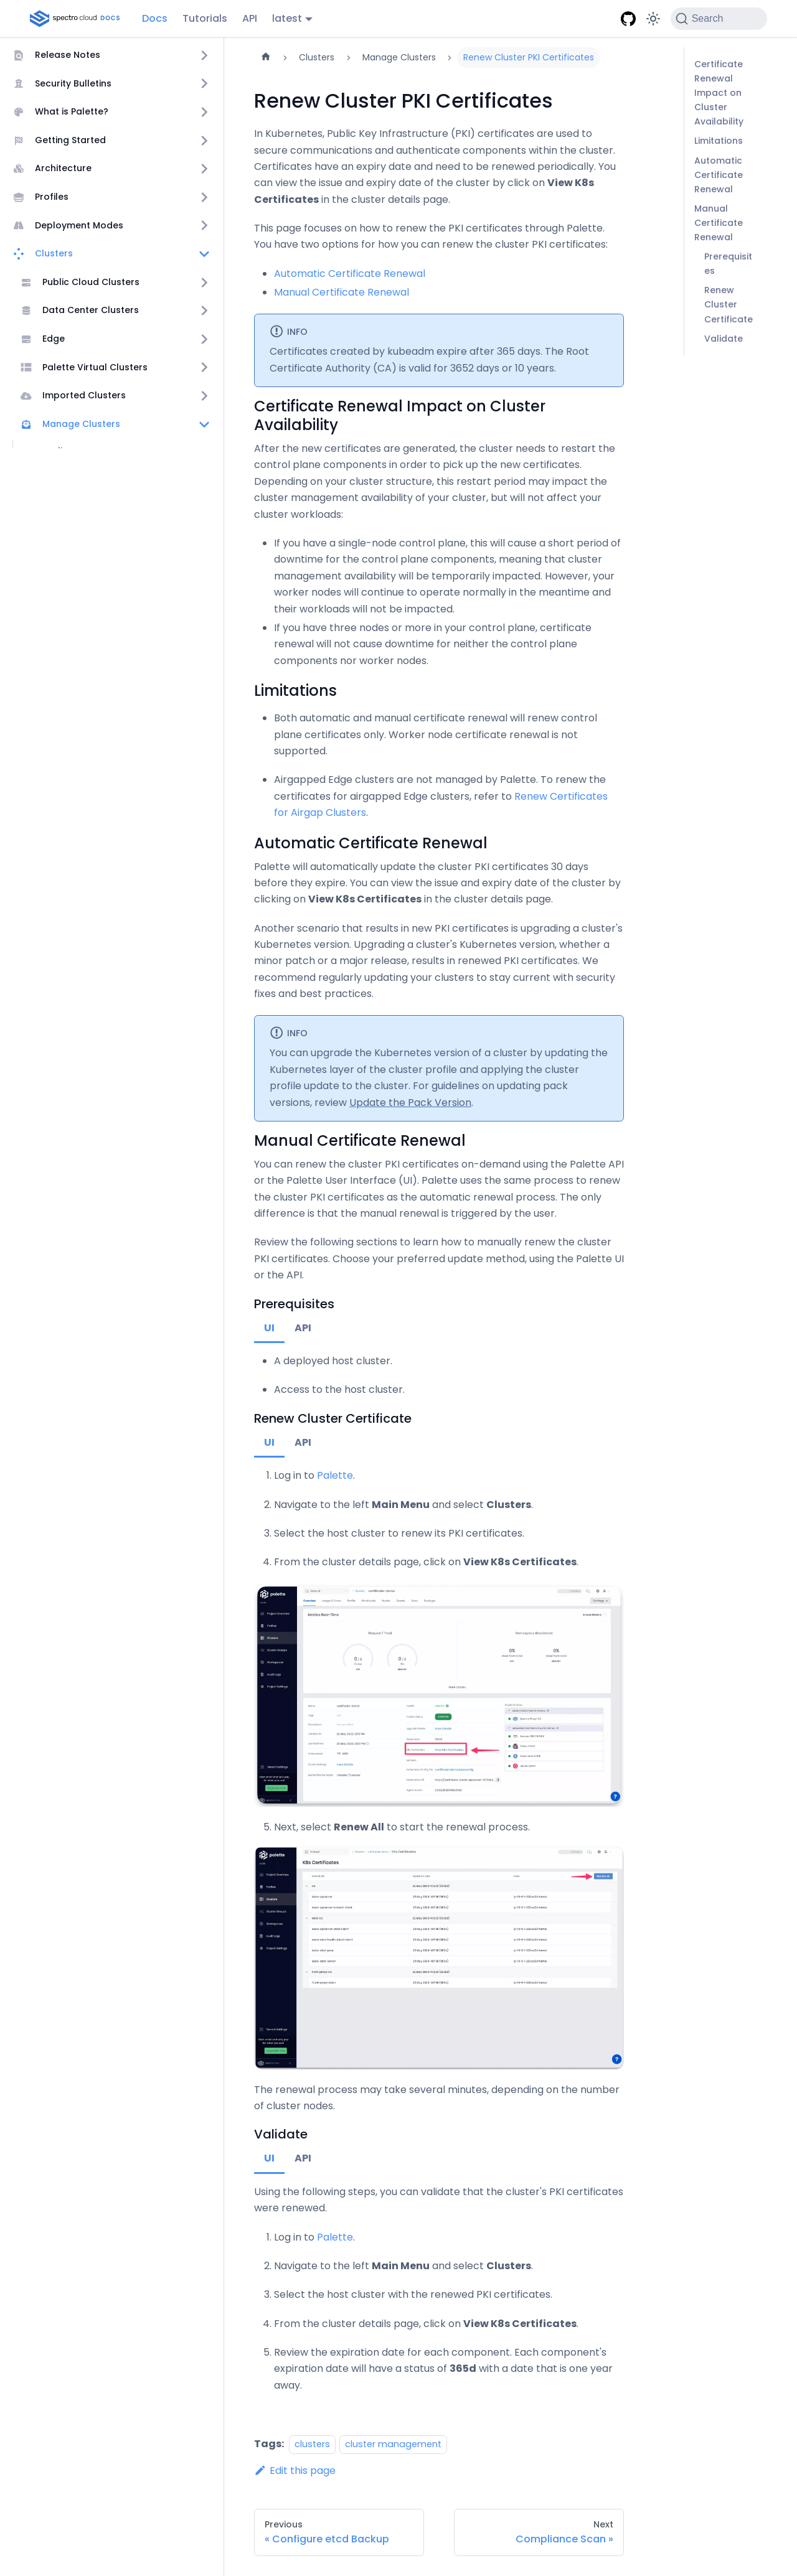 spectro cloud DOCS
Docs
Tutorials
API
latest
Search
Release Notes
Security Bulletins
What is Palette?
Getting Started
Architecture
Profiles
Deployment Modes
Clusters
Public Cloud Clusters
Data Center Clusters
Edge
Palette Virtual Clusters
Imported Clusters
Manage Clusters
Clusters
Manage Clusters
Renew Cluster PKI Certificates
Renew Cluster PKI Certificates
In Kubernetes, Public Key Infrastructure (PKI) certificates are used to
secure communications and authenticate components within the cluster.
Certificates have an expiry date and need to be renewed periodically. You
can view the issue and expiry date of the cluster by click on View K8s
Certificates in the cluster details page.
This page focuses on how to renew the PKI certificates through Palette.
You have two options for how you can renew the cluster PKI certificates:
Automatic Certificate Renewal
Manual Certificate Renewal
INFO
Certificates created by kubeadm expire after 365 days. The Root
Certificate Authority (CA) is valid for 3652 days or 10 years.
Certificate Renewal Impact on Cluster
Availability
After the new certificates are generated, the cluster needs to restart the
control plane components in order to pick up the new certificates.
Depending on your cluster structure, this restart period may impact the
cluster management availability of your cluster, but will not affect your
cluster workloads:
If you have a single-node control plane, this will cause a short period of
downtime for the control plane components, meaning that cluster
management availability will be temporarily impacted. However, your
worker nodes will continue to operate normally in the meantime and
their workloads will not be impacted.
If you have three nodes or more in your control plane, certificate
renewal will not cause downtime for neither the control plane
components nor worker nodes.
Limitations
Both automatic and manual certificate renewal will renew control
plane certificates only. Worker node certificate renewal is not
supported.
Airgapped Edge clusters are not managed by Palette. To renew the
certificates for airgapped Edge clusters, refer to Renew Certificates
for Airgap Clusters.
Automatic Certificate Renewal
Palette will automatically update the cluster PKI certificates 30 days
before they expire. You can view the issue and expiry date of the cluster by
clicking on View K8s Certificates in the cluster details page.
Another scenario that results in new PKI certificates is upgrading a cluster's
Kubernetes version. Upgrading a cluster's Kubernetes version, whether a
minor patch or a major release, results in renewed PKI certificates. We
recommend regularly updating your clusters to stay current with security
fixes and best practices.
INFO
You can upgrade the Kubernetes version of a cluster by updating the
Kubernetes layer of the cluster profile and applying the cluster
profile update to the cluster. For guidelines on updating pack
versions, review Update the Pack Version.
Manual Certificate Renewal
You can renew the cluster PKI certificates on-demand using the Palette API
or the Palette User Interface (UI). Palette uses the same process to renew
the cluster PKI certificates as the automatic renewal process. The only
difference is that the manual renewal is triggered by the user.
Review the following sections to learn how to manually renew the cluster
PKI certificates. Choose your preferred update method, using the Palette UI
or the API.
Prerequisites
UI
API
A deployed host cluster.
Access to the host cluster.
Renew Cluster Certificate
UI
API
1. Log in to Palette.
2. Navigate to the left Main Menu and select Clusters.
3. Select the host cluster to renew its PKI certificates.
4. From the cluster details page, click on View K8s Certificates.
palette
5. Next, select Renew All to start the renewal process.
palette
K8s Certificates
The renewal process may take several minutes, depending on the number
of cluster nodes.
Validate
UI
API
Using the following steps, you can validate that the cluster's PKI certificates
were renewed.
1. Log in to Palette.
2. Navigate to the left Main Menu and select Clusters.
3. Select the host cluster with the renewed PKI certificates.
4. From the cluster details page, click on View K8s Certificates.
5. Review the expiration date for each component. Each component's
expiration date will have a status of 365d with a date that is one year
away.
Tags: clusters cluster management
Edit this page
Previous
« Configure etcd Backup
Next
Compliance Scan »
Certificate
Renewal
Impact on
Cluster
Availability
Limitations
Automatic
Certificate
Renewal
Manual
Certificate
Renewal
Prerequisit
es
Renew
Cluster
Certificate
Validate